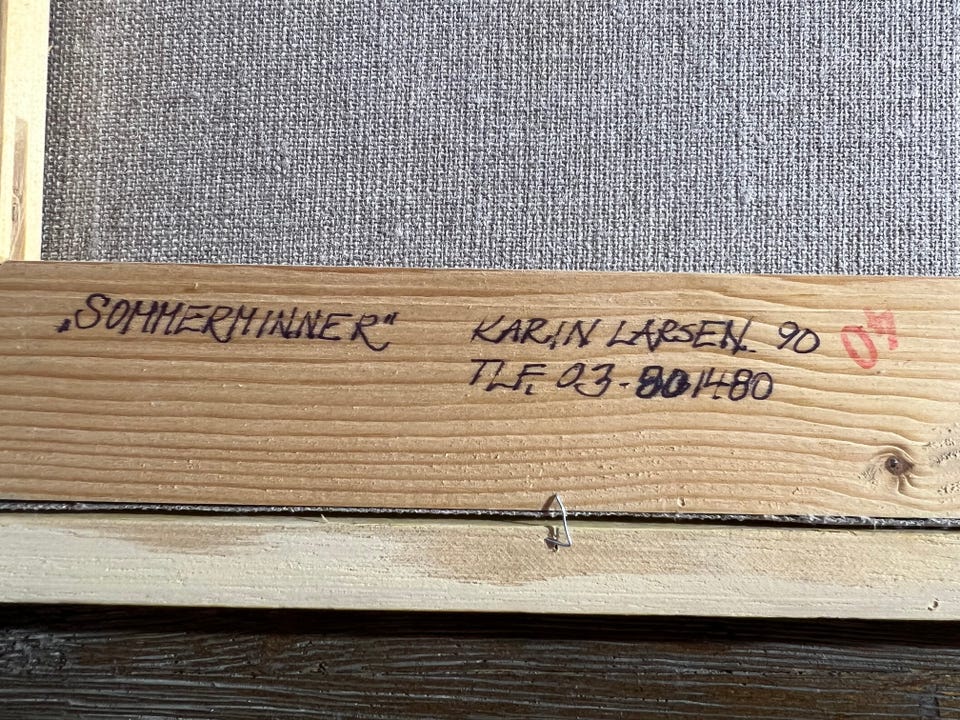 „SOMMERMINNER" KARIN LARSEN. 90
TLF. 03-801480